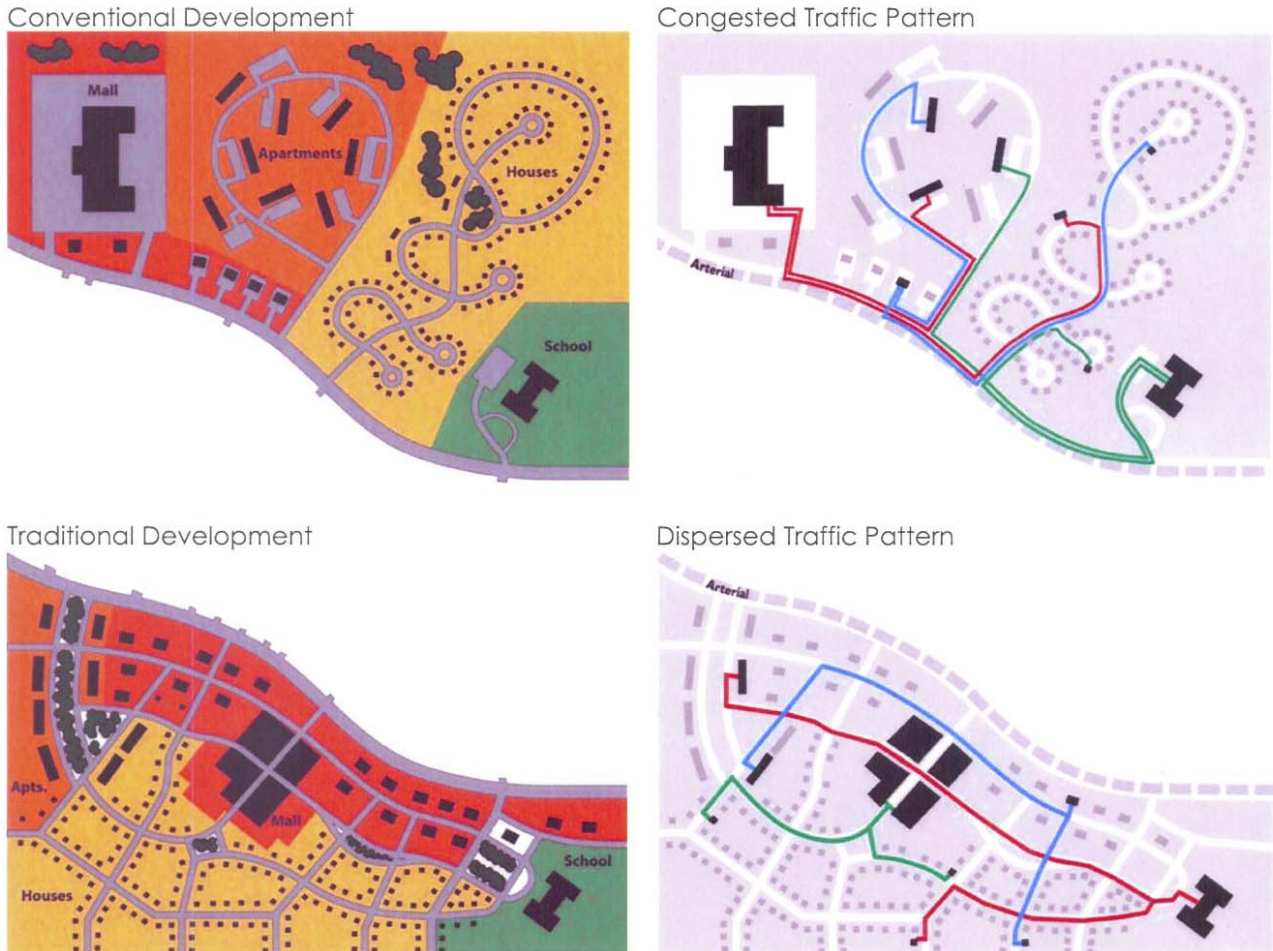 Conventional Development
Congested Traffic Pattern
Mall
Apartments
Houses
School
Arterial
Traditional Development
Dispersed Traffic Pattern
Apts.
Mall
School
Houses
Arterial